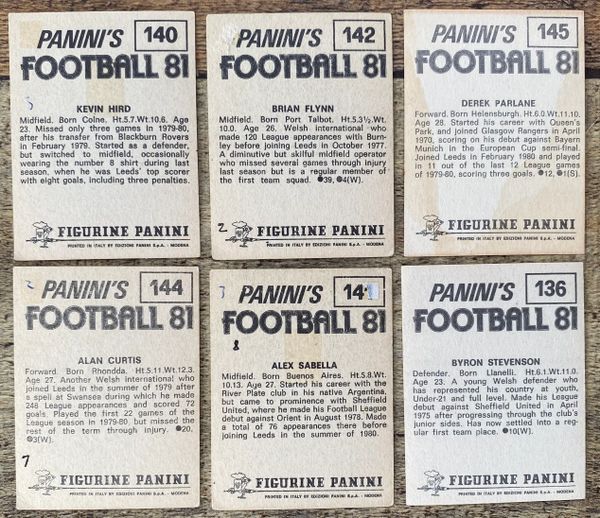 PANINI'S 140
FOOTBALL 81
KEVIN HIRD
Midfield. Born Colne. Ht.5.7.Wt.10.6. Age
23. Missed only three games in 1979-80,
after his transfer from Blackburn Rovers
in February 1979. Started as a defender,
but switched to midfield, occasionally
wearing the number 8 shirt during last
season, when he was Leeds' top scorer
with eight goals, including three penalties.
FIGURINE PANINI
PRINTED IN ITALY BY EDIZIONI PANINI S.p.A. - MODENA
PANINI'S 142
FOOTBALL 81
BRIAN FLYNN
Midfield. Born Port Talbot. Ht.5.3½.Wt.
10.0. Age 26. Welsh international who
made 120 League appearances with Burn-
ley before joining Leeds in October 1977.
A diminutive but skilful midfield operator
who missed several games through injury
last season but is a regular member of
the first team squad. ●39, ●4(W).
2
FIGURINE PANINI
PRINTED IN ITALY BY EDIZIONI PANINI S.p.A. - MODENA
PANINI'S 145
FOOTBALL 81
DEREK PARLANE
Forward. Born Helensburgh. Ht.6.0.Wt.11.10.
Age 28. Started his career with Queen's
Park, and joined Glasgow Rangers in April
1970, scoring on his debut against Bayern
Munich in the European Cup semi-final.
Joined Leeds in February 1980 and played
in 11 out of the last 12 League games
of 1979-80, scoring three goals. ●12, ●1(S).
FIGURINE PANINI
PRINTED IN ITALY BY EDIZIONI PANINI S.p.A. - MODENA
PANINI'S 144
FOOTBALL 81
ALAN CURTIS
Forward. Born Rhondda. Ht.5.11.Wt.12.3.
Age 27. Another Welsh international who
joined Leeds in the summer of 1979 after
a spell at Swansea during which he made
248 League appearances and scored 72
goals. Played the first 22 games of the
League season in 1979-80 but missed the
rest of the term through injury. ●20,
●3(W).
7
FIGURINE PANINI
PRINTED IN ITALY BY EDIZIONI PANINI S.p.A. - MODENA
PANINI'S 141
FOOTBALL 81
8
ALEX SABELLA
Midfield. Born Buenos Aires. Ht.5.8.Wt.
10.13. Age 27. Started his career with the
River Plate club in his native Argentina,
but came to prominence with Sheffield
United, where he made his Football League
debut against Orient in August 1978. Made
a total of 76 appearances there before
joining Leeds in the summer of 1980.
FIGURINE PANINI
PRINTED IN ITALY BY EDIZIONI PANINI S.p.A. - MODENA
PANINI'S 136
FOOTBALL 81
BYRON STEVENSON
Defender. Born Llanelli. Ht.6.1.Wt.11.0.
Age 23. A young Welsh defender who
has represented his country at youth,
Under-21 and full level. Made his League
debut against Sheffield United in April
1975 after progressing through the club's
junior sides. Has now settled into a re-
gular first team place. ●10(W).
FIGURINE PANINI
PRINTED IN ITALY BY EDIZIONI PANINI S.p.A. - MODENA